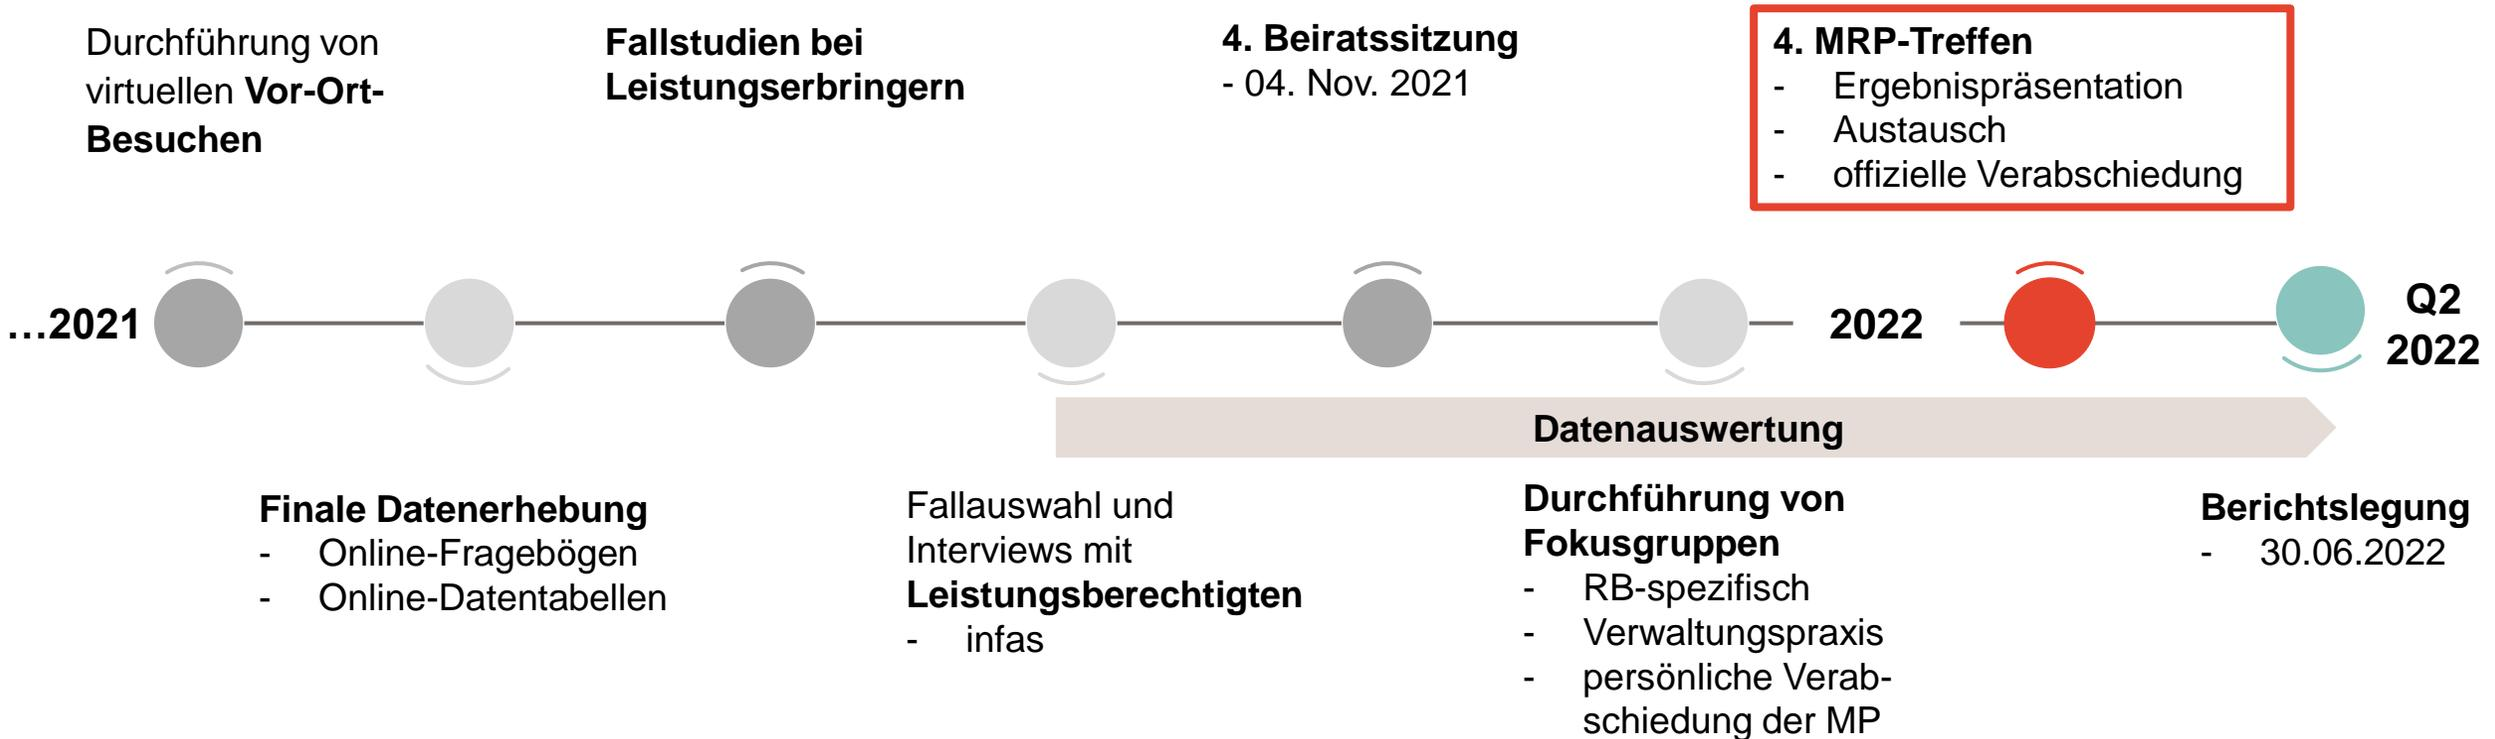 Durchführung von
virtuellen Vor-Ort-
Besuchen
Fallstudien bei
Leistungserbringern
4. Beiratssitzung
- 04. Nov. 2021
4. MRP-Treffen
- Ergebnispräsentation
- Austausch
- offizielle Verabschiedung
…2021
2022
Q2
2022
Datenauswertung
Finale Datenerhebung
- Online-Fragebögen
- Online-Datentabellen
Fallauswahl und
Interviews mit
Leistungsberechtigten
- infas
Durchführung von
Fokusgruppen
- RB-spezifisch
- Verwaltungspraxis
- persönliche Verab-
schiedung der MP
Berichtslegung
- 30.06.2022